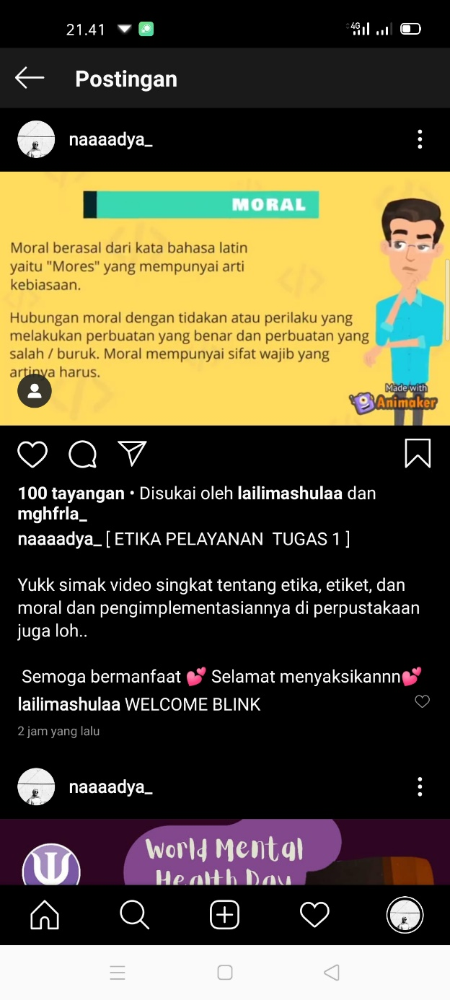 21.41
4G
Postingan
naaaadya_
MORAL
Moral berasal dari kata bahasa latin
yaitu "Mores" yang mempunyai arti
kebiasaan.
Hubungan moral dengan tidakan atau perilaku yang
melakukan perbuatan yang benar dan perbuatan yang
salah / buruk. Moral mempunyai sifat wajib yang
artinya harus.
Made with
Animaker
100 tayangan • Disukai oleh lailimashulaa dan
mghfrla_
naaaadya_ [ ETIKA PELAYANAN TUGAS 1 ]
Yukk simak video singkat tentang etika, etiket, dan
moral dan pengimplementasiannya di perpustakaan
juga loh..
Semoga bermanfaat 💕 Selamat menyaksikannn💕
lailimashulaa WELCOME BLINK
2 jam yang lalu
naaaadya_
World Mental
Health Day